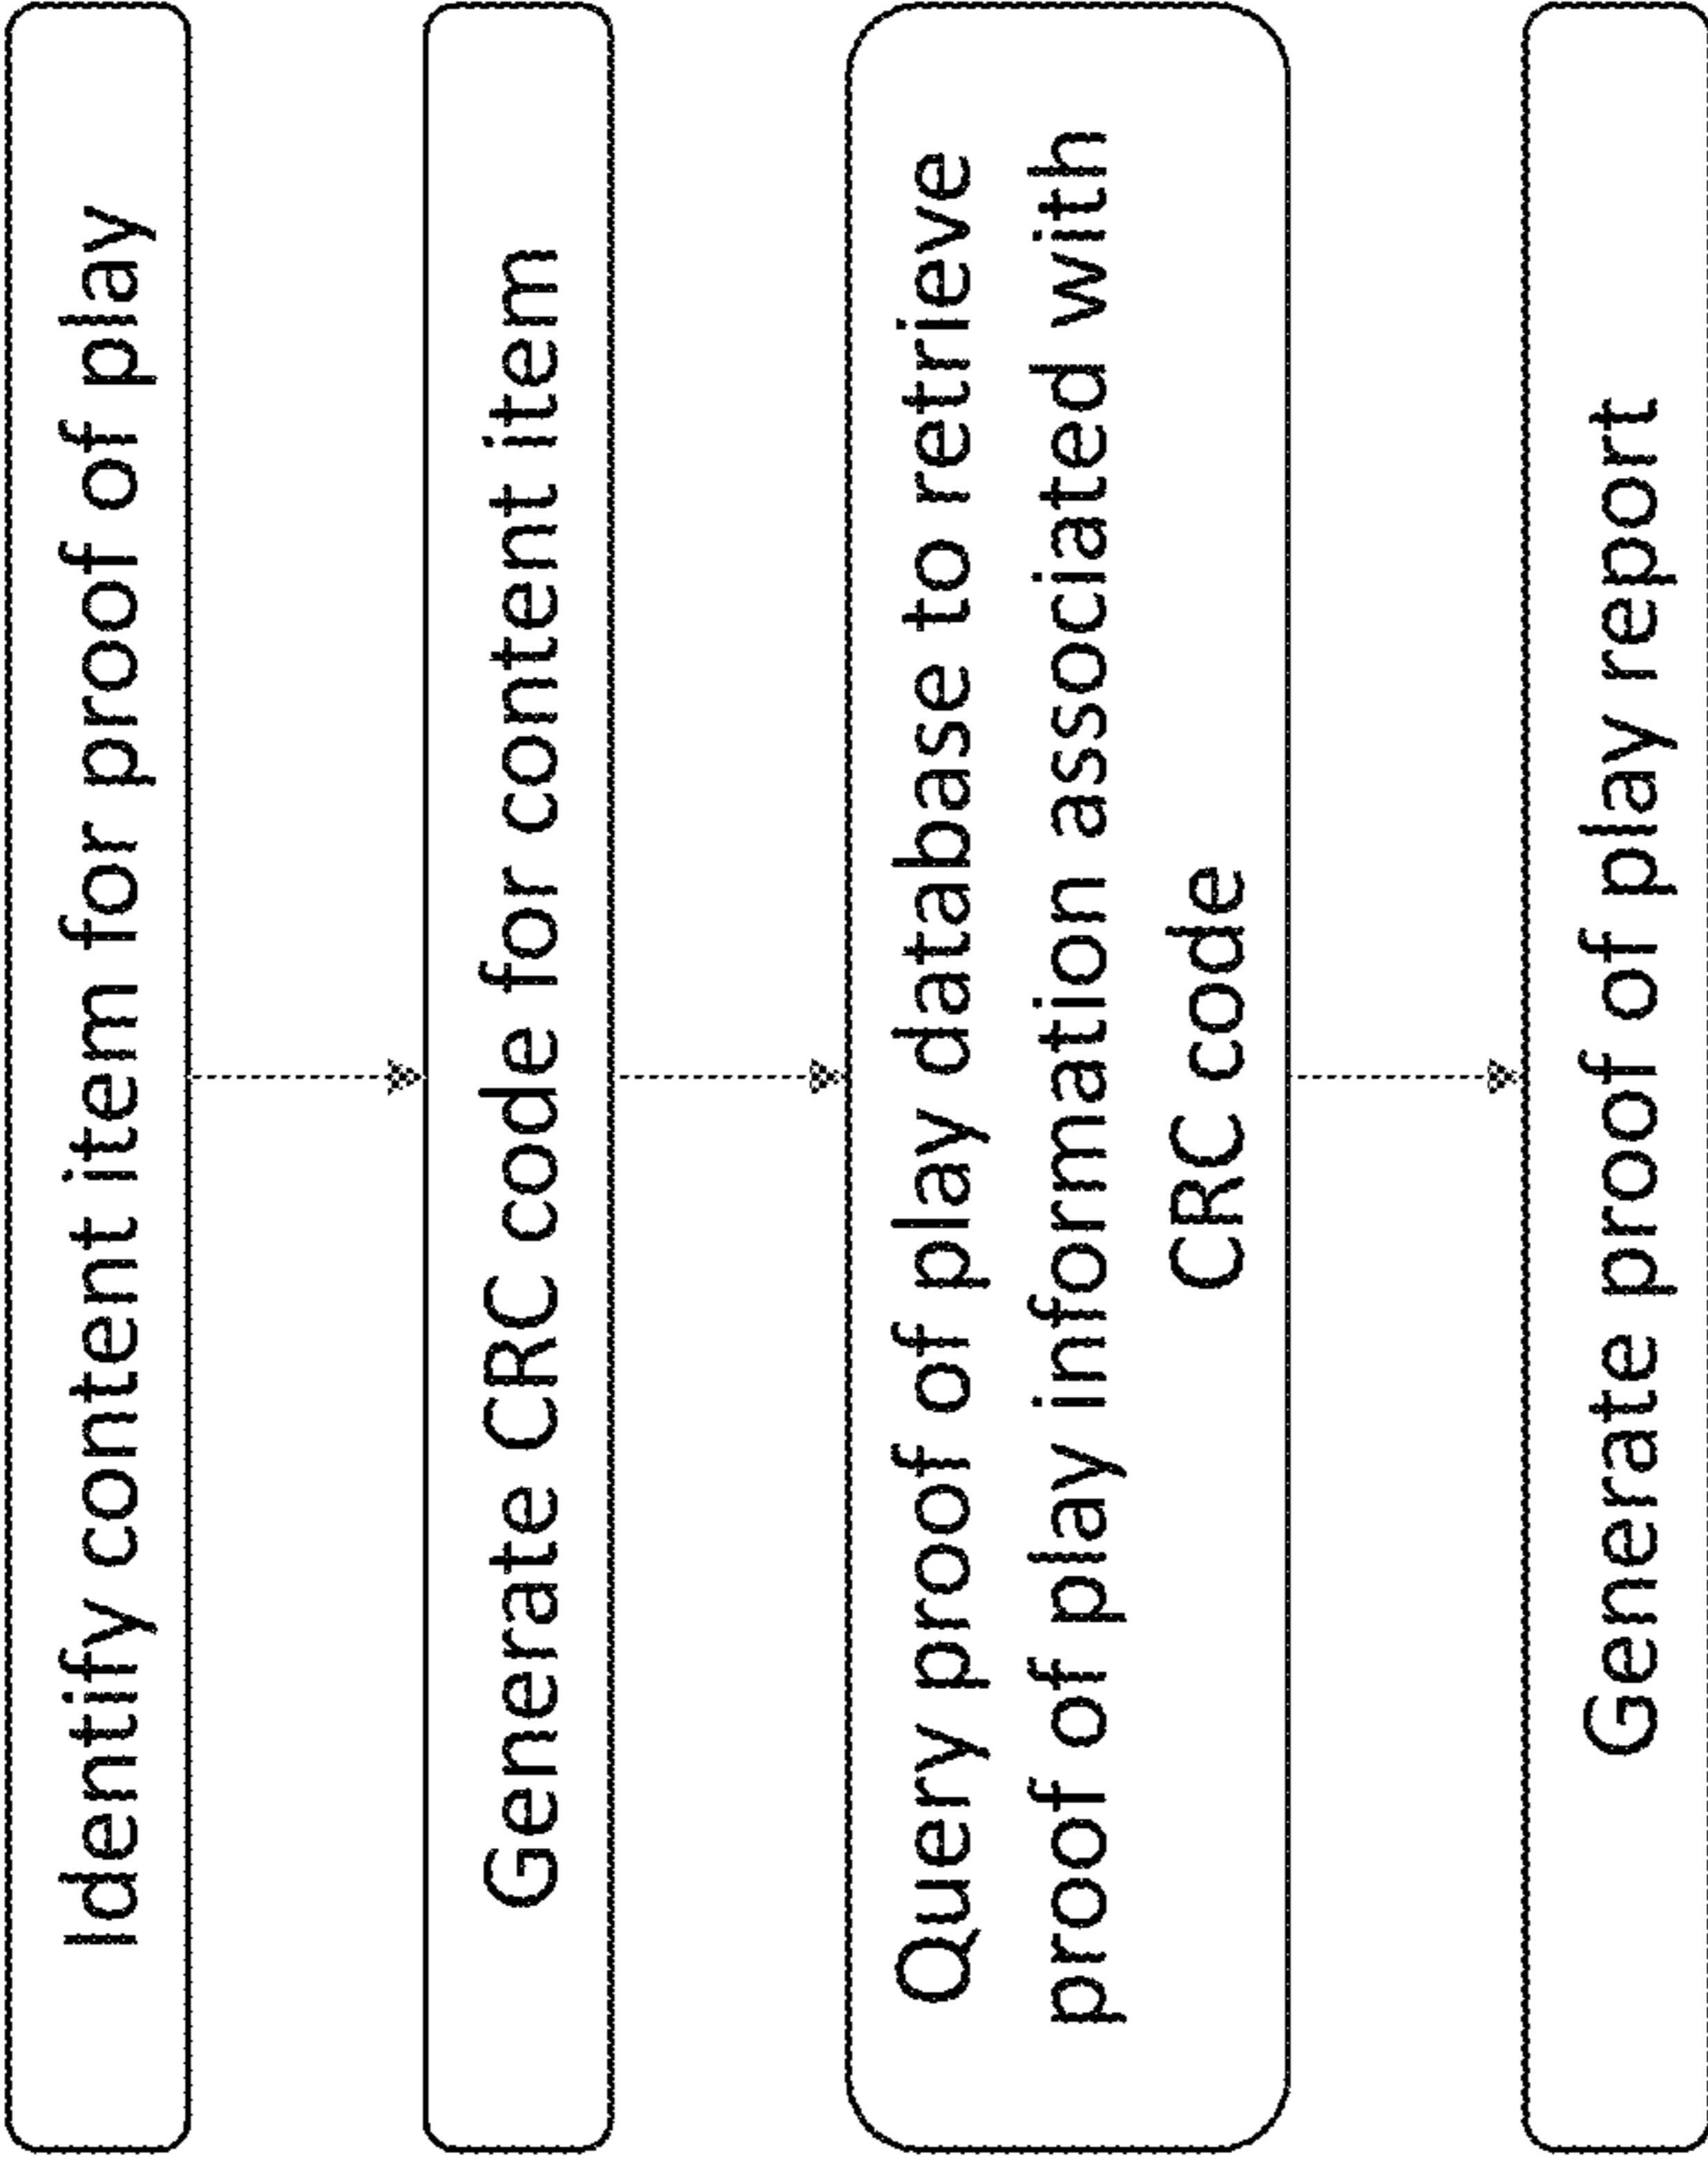 Identify content item for proof of play
Generate CRC code for content item
Query proof of play database to retrieve
proof of play information associated with
CRC code
Generate proof of play report